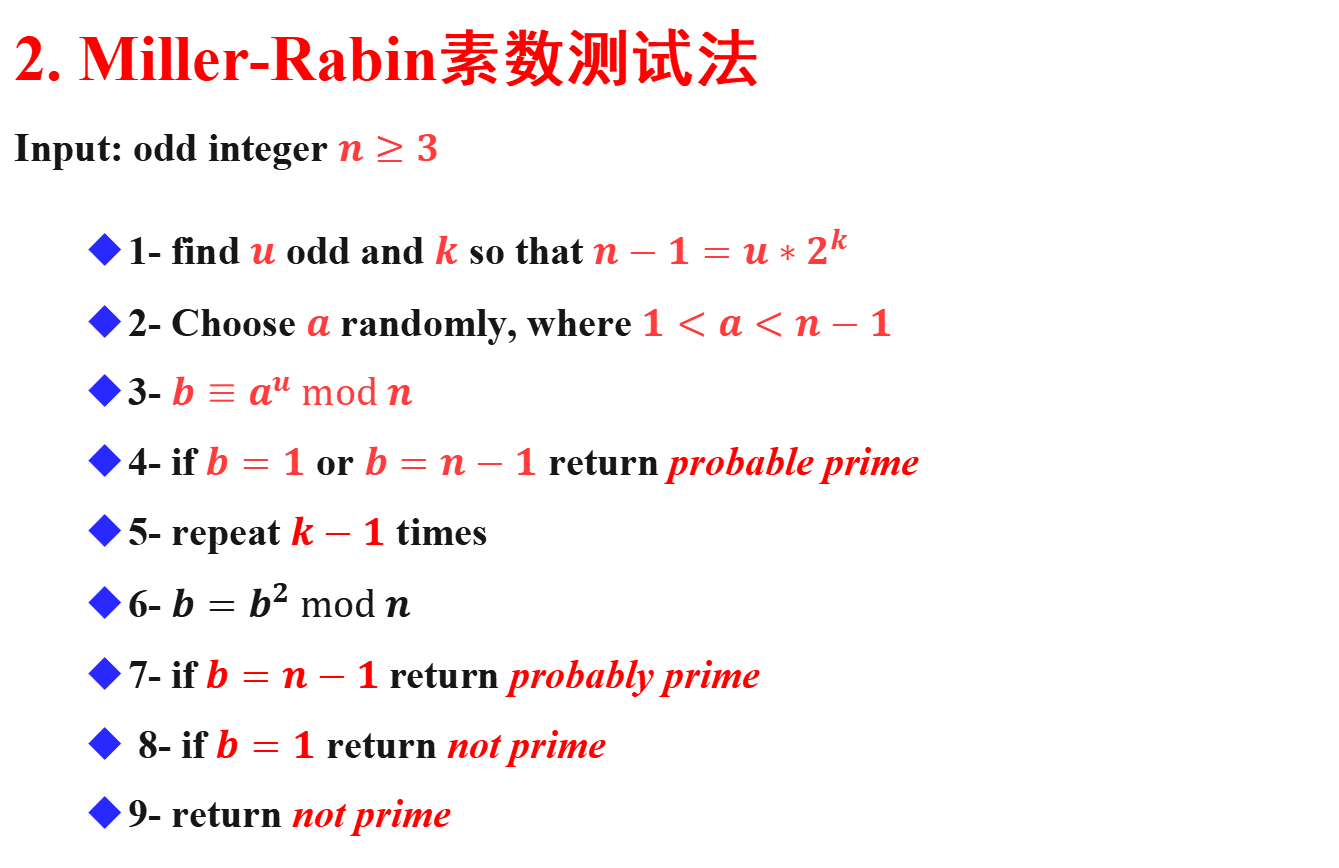 2. Miller-Rabin素数测试法
Input: odd integer n ≥ 3
◆1- find u odd and k so that n − 1 = u ∗ 2^k
◆2- Choose a randomly, where 1 < a < n − 1
◆3- b ≡ a^u mod n
◆4- if b = 1 or b = n − 1 return probable prime
◆5- repeat k − 1 times
◆6- b = b² mod n
◆7- if b = n − 1 return probably prime
◆ 8- if b = 1 return not prime
◆9- return not prime